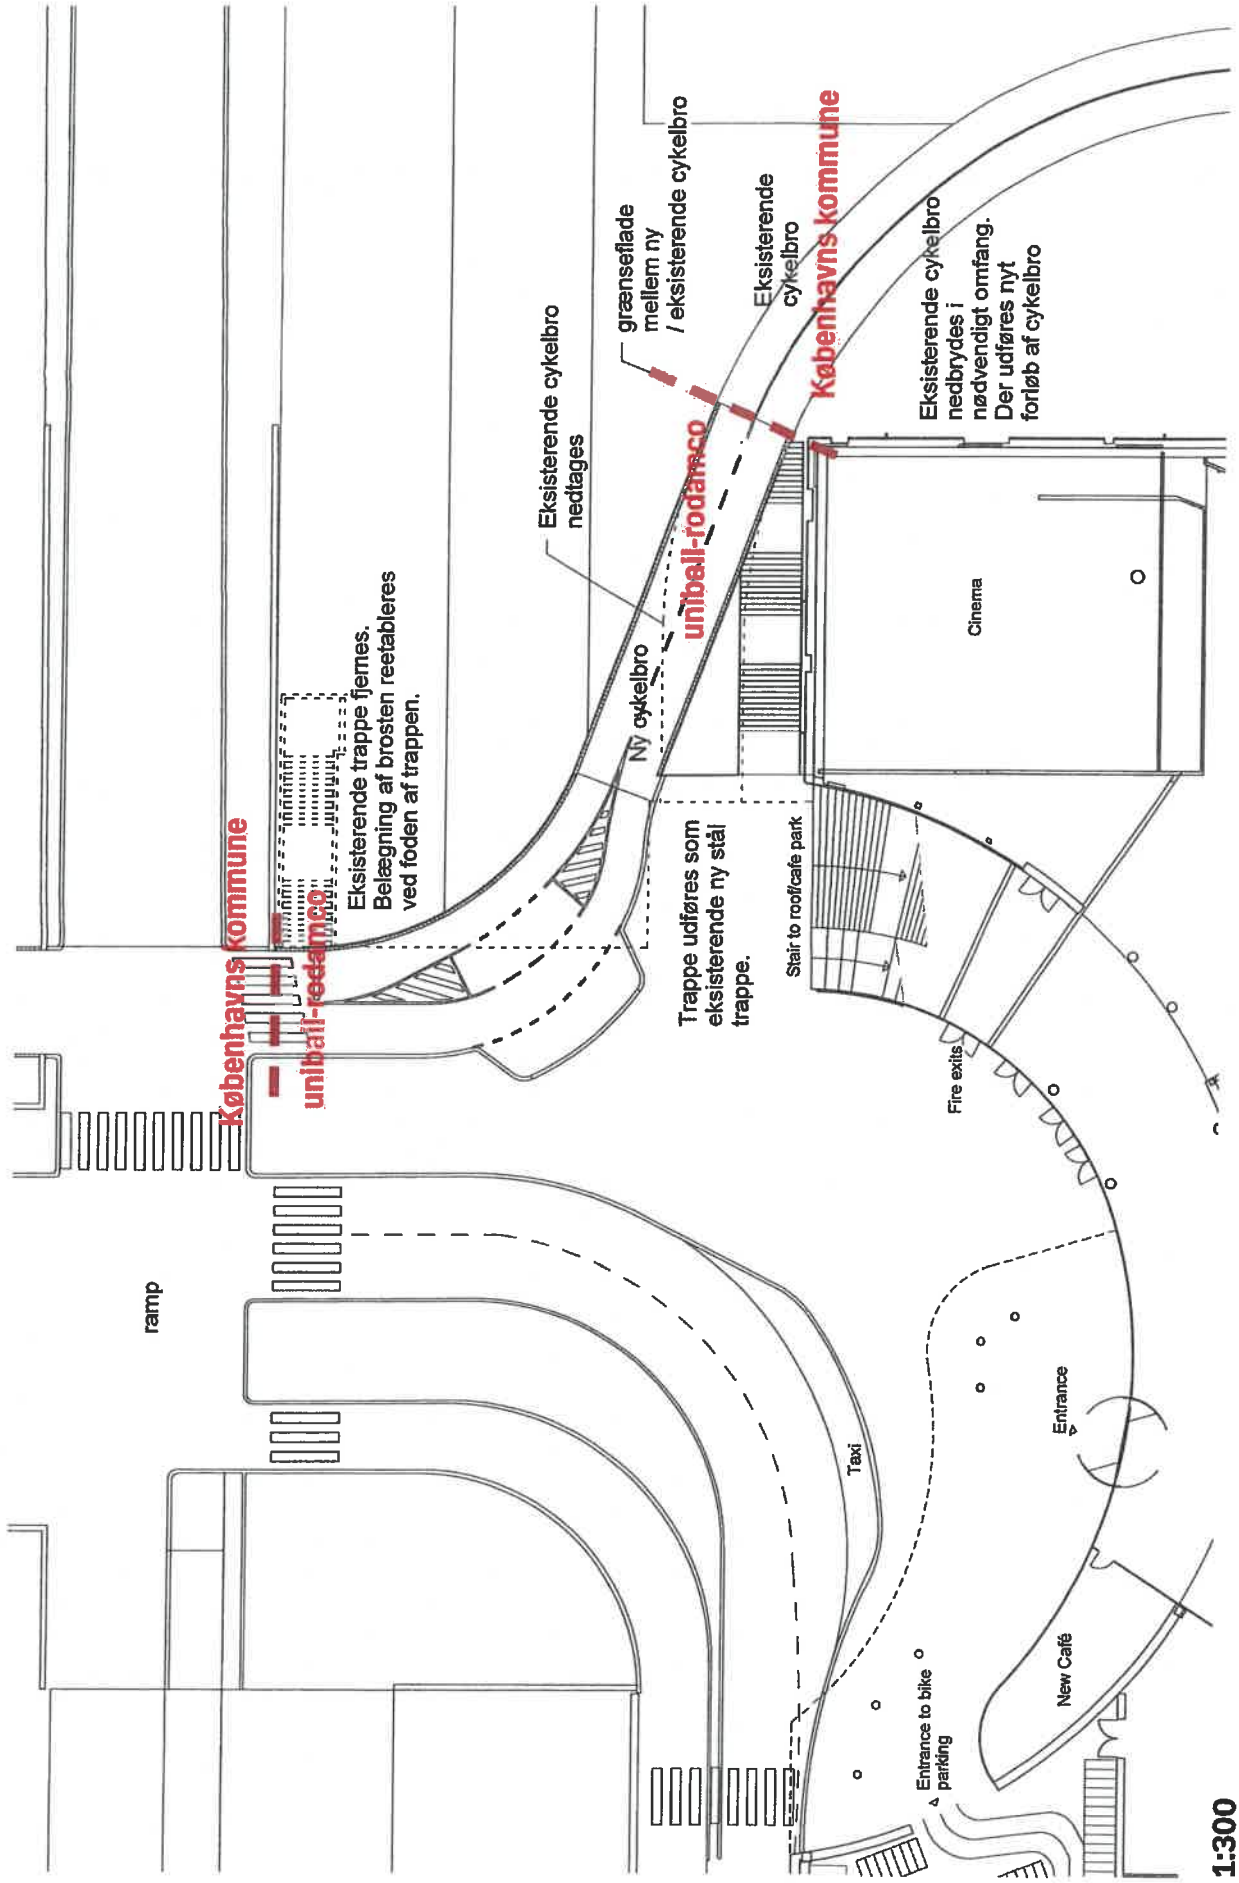 ramp
Københavns kommune
unibail-rodamco
Eksisterende trappe fjernes.
Belægning af brosten reetableres
ved foden af trappen.
Eksisterende cykelbro
nedtages
grænseflade
mellem ny
/ eksisterende cykelbro
Eksisterende
cykelbro
Københavns kommune
unibail-rodamco
Ny cykelbro
Eksisterende cykelbro
nedbrydes i
nødvendigt omfang.
Der udføres nyt
forløb af cykelbro
Trappe udføres som
eksisterende ny stål
trappe.
Stair to roof/cafe park
Cinema
Fire exits
Taxi
Entrance
New Café
Entrance to bike
parking
1:300